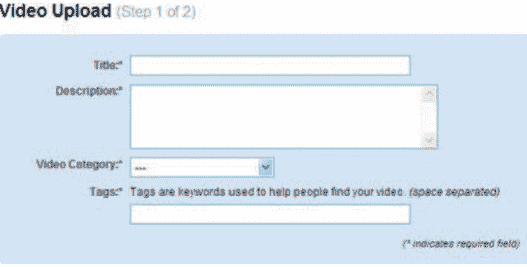 Video Upload (Step 1 of 2)
Title:*
Description:*
Video Category:* ---
Tags:* Tags are keywords used to help people find your video. (space separated)
(* indicates required field)